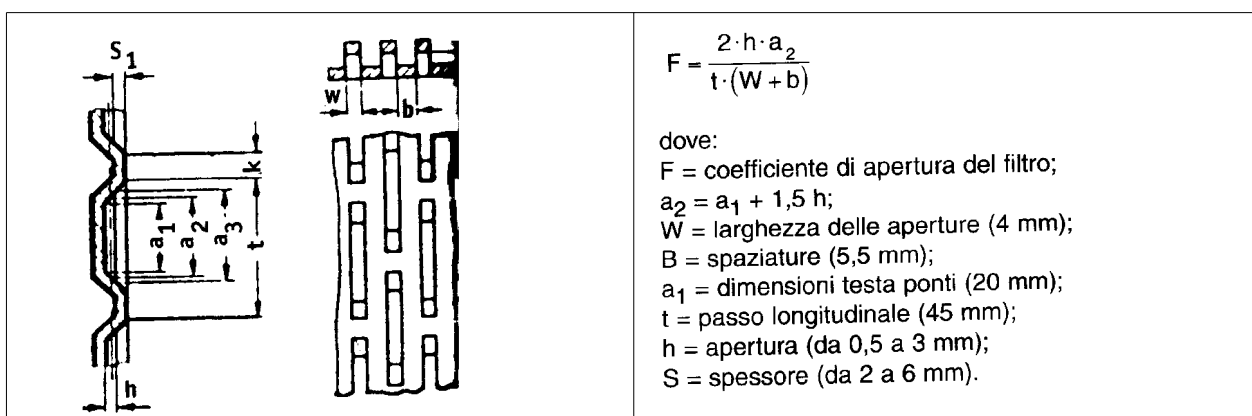 S₁
W
b
k
a₁
a₂
a₃
t
h
F = 2·h·a₂ / t·(W + b)
dove:
F = coefficiente di apertura del filtro;
a₂ = a₁ + 1,5 h;
W = larghezza delle aperture (4 mm);
B = spaziature (5,5 mm);
a₁ = dimensioni testa ponti (20 mm);
t = passo longitudinale (45 mm);
h = apertura (da 0,5 a 3 mm);
S = spessore (da 2 a 6 mm).